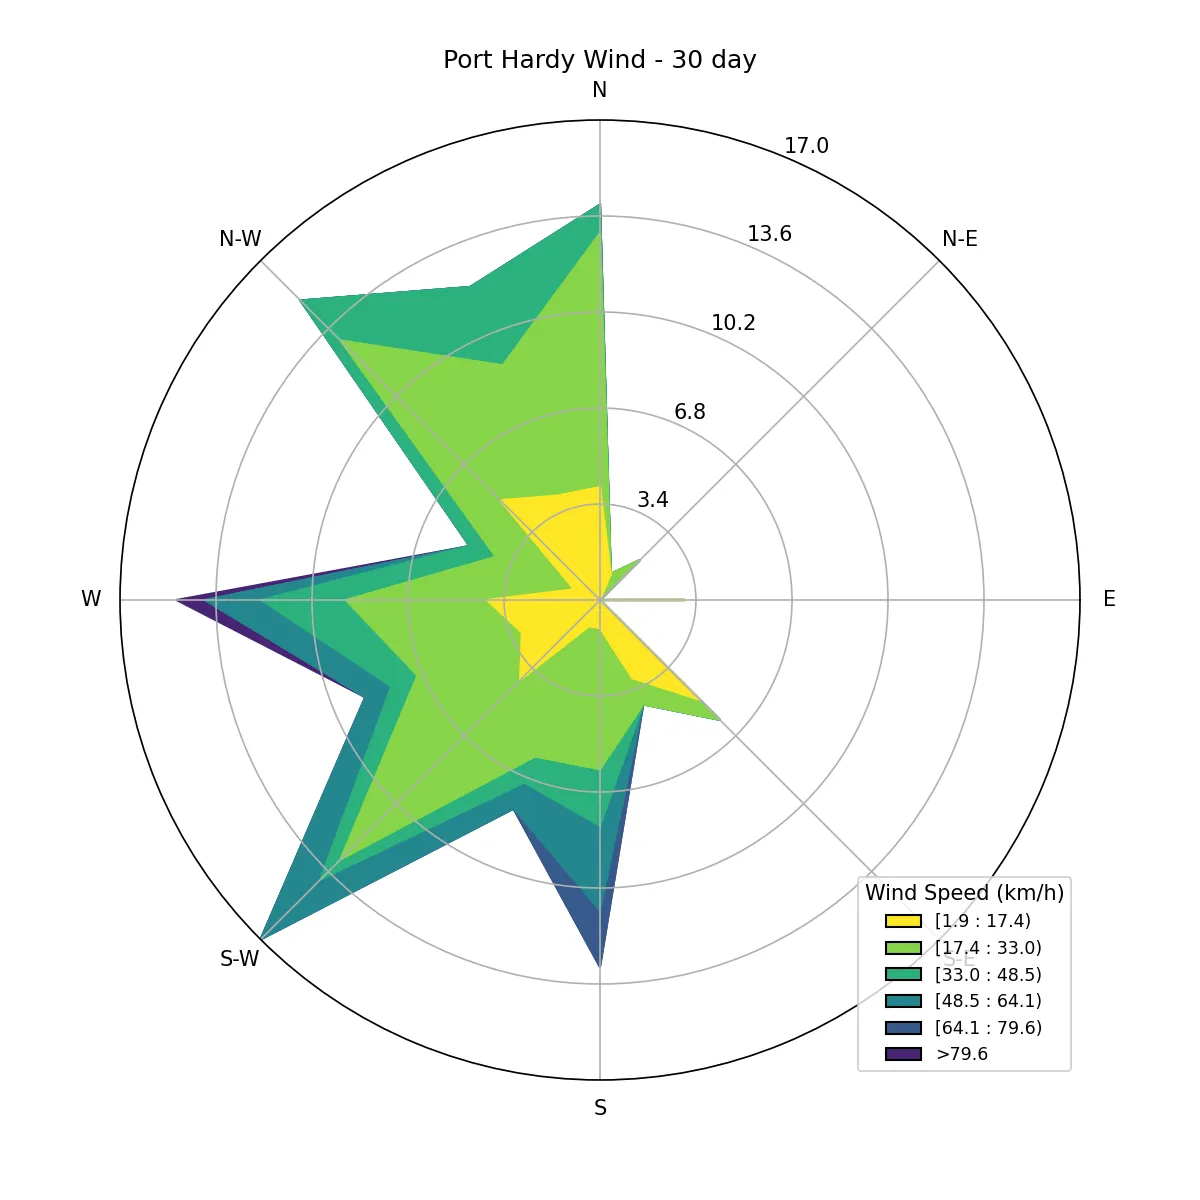 Port Hardy Wind - 30 day
N
17.0
N-W
13.6
N-E
10.2
6.8
3.4
W
E
S-W
S-E
S
Wind Speed (km/h)
[1.9 : 17.4)
[17.4 : 33.0)
[33.0 : 48.5)
[48.5 : 64.1)
[64.1 : 79.6)
>79.6